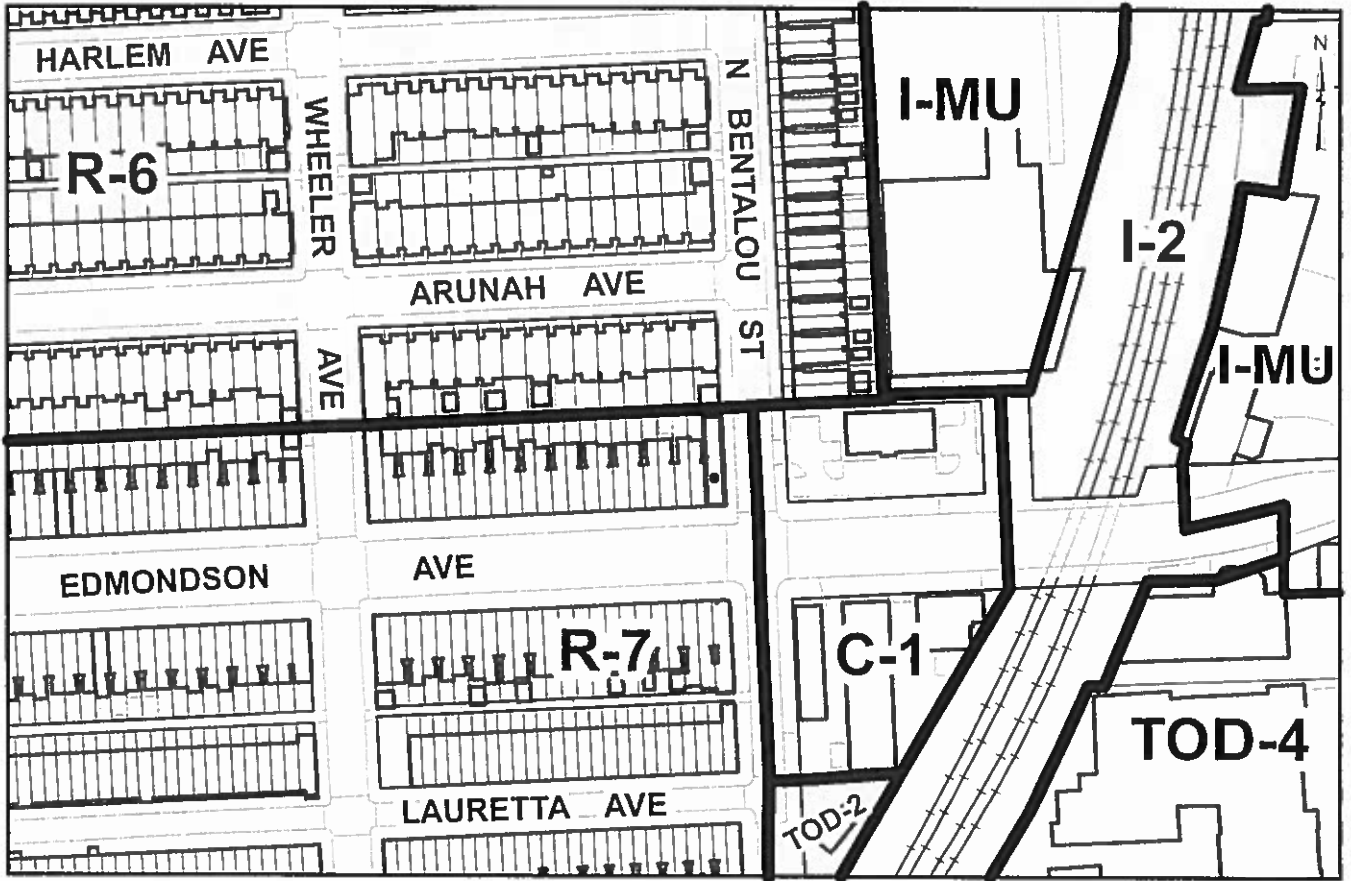 HARLEM AVE
N
I-MU
WHEELER
N BENTALOU ST
R-6
I-2
ARUNAH AVE
AVE
I-MU
EDMONDSON AVE
R-7
C-1
TOD-4
LAURETTA AVE
TOD-2